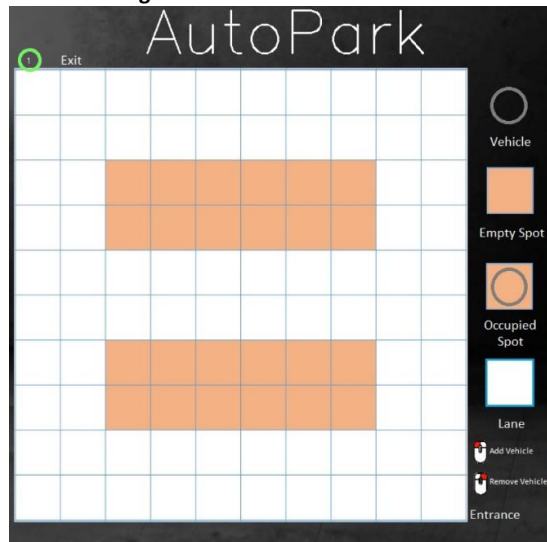 AutoPark
1
Exit
Vehicle
Empty Spot
Occupied
Spot
Lane
Add Vehicle
Remove Vehicle
Entrance